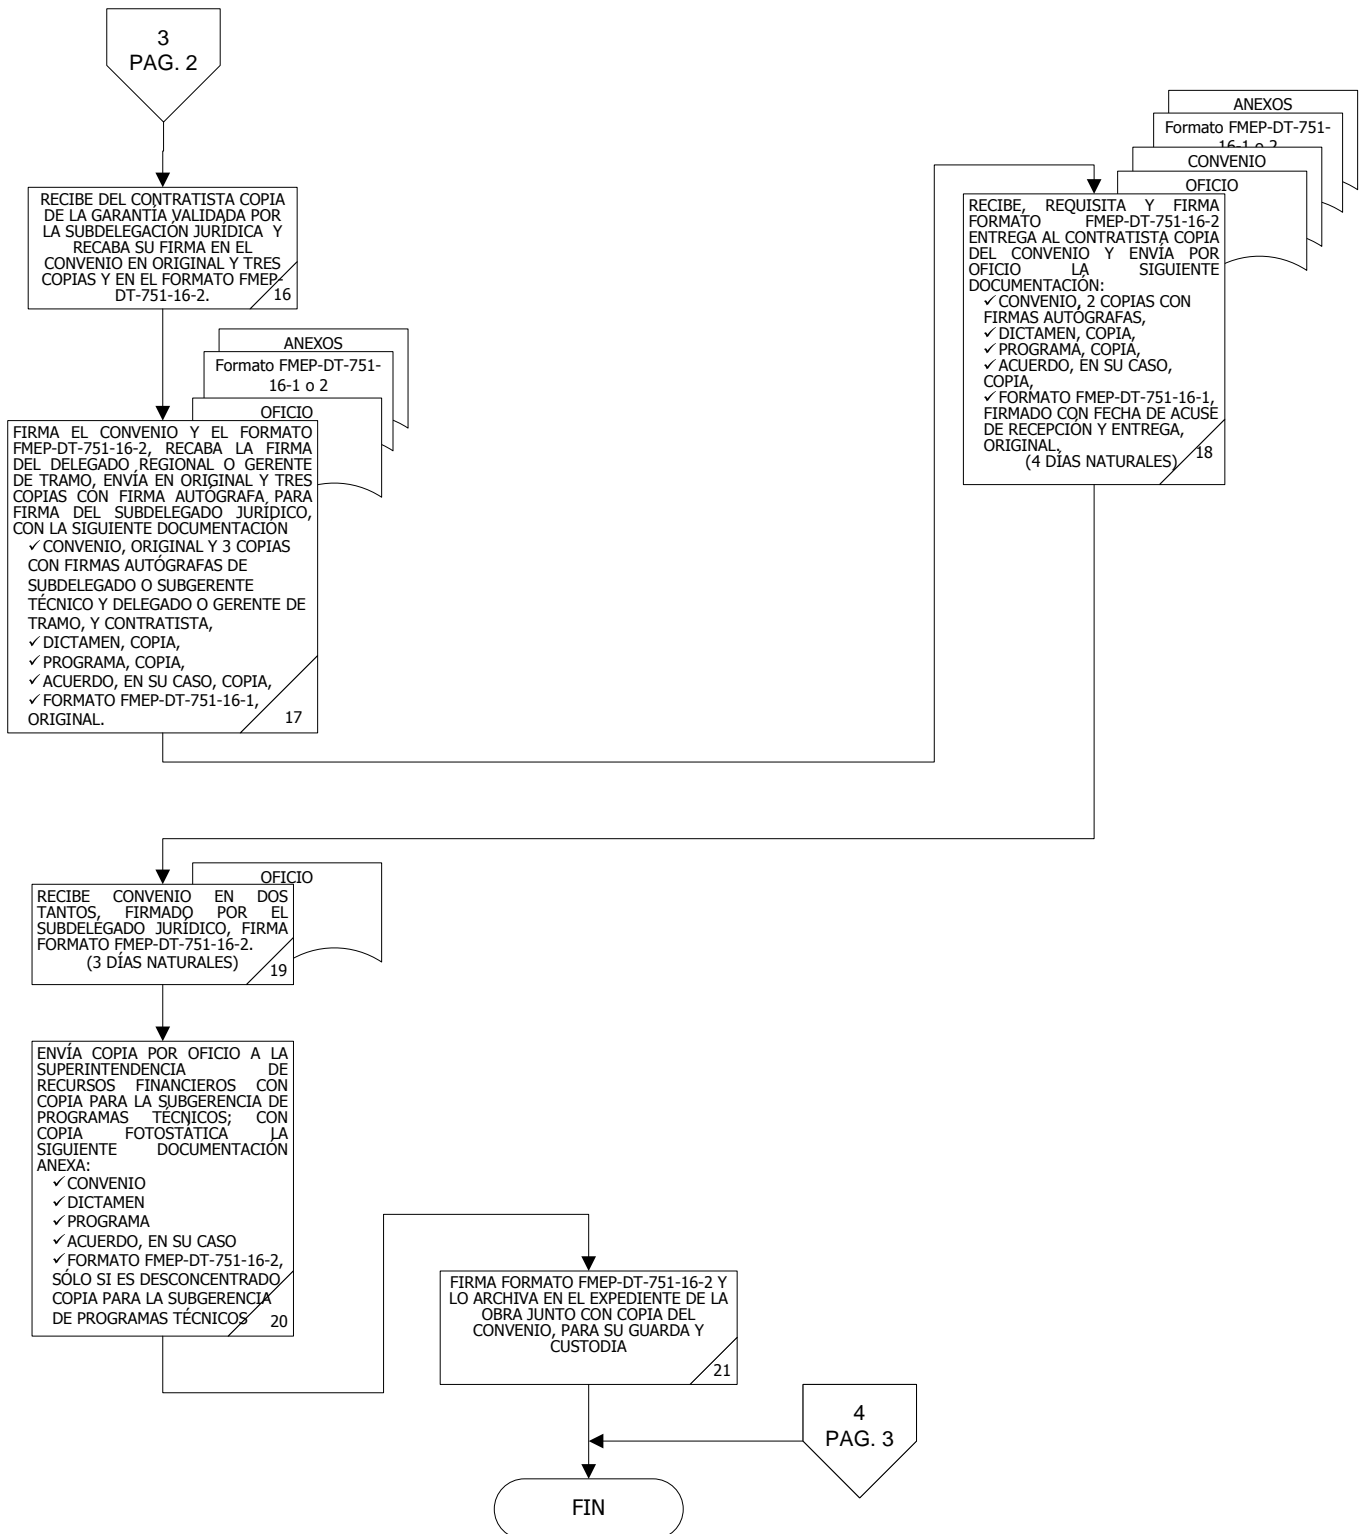 3
PAG. 2
RECIBE DEL CONTRATISTA COPIA
DE LA GARANTÍA VALIDADA POR
LA SUBDELEGACIÓN JURÍDICA Y
RECABA SU FIRMA EN EL
CONVENIO EN ORIGINAL Y TRES
COPIAS Y EN EL FORMATO FMEP-
DT-751-16-2.
16
ANEXOS
Formato FMEP-DT-751-
16-1 o 2
OFICIO
FIRMA EL CONVENIO Y EL FORMATO
FMEP-DT-751-16-2, RECABA LA FIRMA
DEL DELEGADO REGIONAL O GERENTE
DE TRAMO, ENVÍA EN ORIGINAL Y TRES
COPIAS CON FIRMA AUTÓGRAFA PARA
FIRMA DEL SUBDELEGADO JURÍDICO,
CON LA SIGUIENTE DOCUMENTACIÓN
✓ CONVENIO, ORIGINAL Y 3 COPIAS
CON FIRMAS AUTÓGRAFAS DE
SUBDELEGADO O SUBGERENTE
TÉCNICO Y DELEGADO O GERENTE DE
TRAMO, Y CONTRATISTA,
✓ DICTAMEN, COPIA,
✓ PROGRAMA, COPIA,
✓ ACUERDO, EN SU CASO, COPIA,
✓ FORMATO FMEP-DT-751-16-1,
ORIGINAL.
17
ANEXOS
Formato FMEP-DT-751-
16-1 o 2
CONVENIO
OFICIO
RECIBE, REQUISITA Y FIRMA
FORMATO FMEP-DT-751-16-2
ENTREGA AL CONTRATISTA COPIA
DEL CONVENIO Y ENVÍA POR
OFICIO LA SIGUIENTE
DOCUMENTACIÓN:
✓ CONVENIO, 2 COPIAS CON
FIRMAS AUTÓGRAFAS,
✓ DICTAMEN, COPIA,
✓ PROGRAMA, COPIA,
✓ ACUERDO, EN SU CASO,
COPIA,
✓ FORMATO FMEP-DT-751-16-1,
FIRMADO CON FECHA DE ACUSE
DE RECEPCIÓN Y ENTREGA,
ORIGINAL.
(4 DÍAS NATURALES)
18
OFICIO
RECIBE CONVENIO EN DOS
TANTOS, FIRMADO POR EL
SUBDELEGADO JURÍDICO, FIRMA
FORMATO FMEP-DT-751-16-2.
(3 DÍAS NATURALES)
19
ENVÍA COPIA POR OFICIO A LA
SUPERINTENDENCIA DE
RECURSOS FINANCIEROS CON
COPIA PARA LA SUBGERENCIA DE
PROGRAMAS TÉCNICOS; CON
COPIA FOTOSTÁTICA LA
SIGUIENTE DOCUMENTACIÓN
ANEXA:
✓ CONVENIO
✓ DICTAMEN
✓ PROGRAMA
✓ ACUERDO, EN SU CASO
✓ FORMATO FMEP-DT-751-16-2,
SÓLO SI ES DESCONCENTRADO
COPIA PARA LA SUBGERENCIA
DE PROGRAMAS TÉCNICOS
20
FIRMA FORMATO FMEP-DT-751-16-2 Y
LO ARCHIVA EN EL EXPEDIENTE DE LA
OBRA JUNTO CON COPIA DEL
CONVENIO, PARA SU GUARDA Y
CUSTODIA
21
4
PAG. 3
FIN